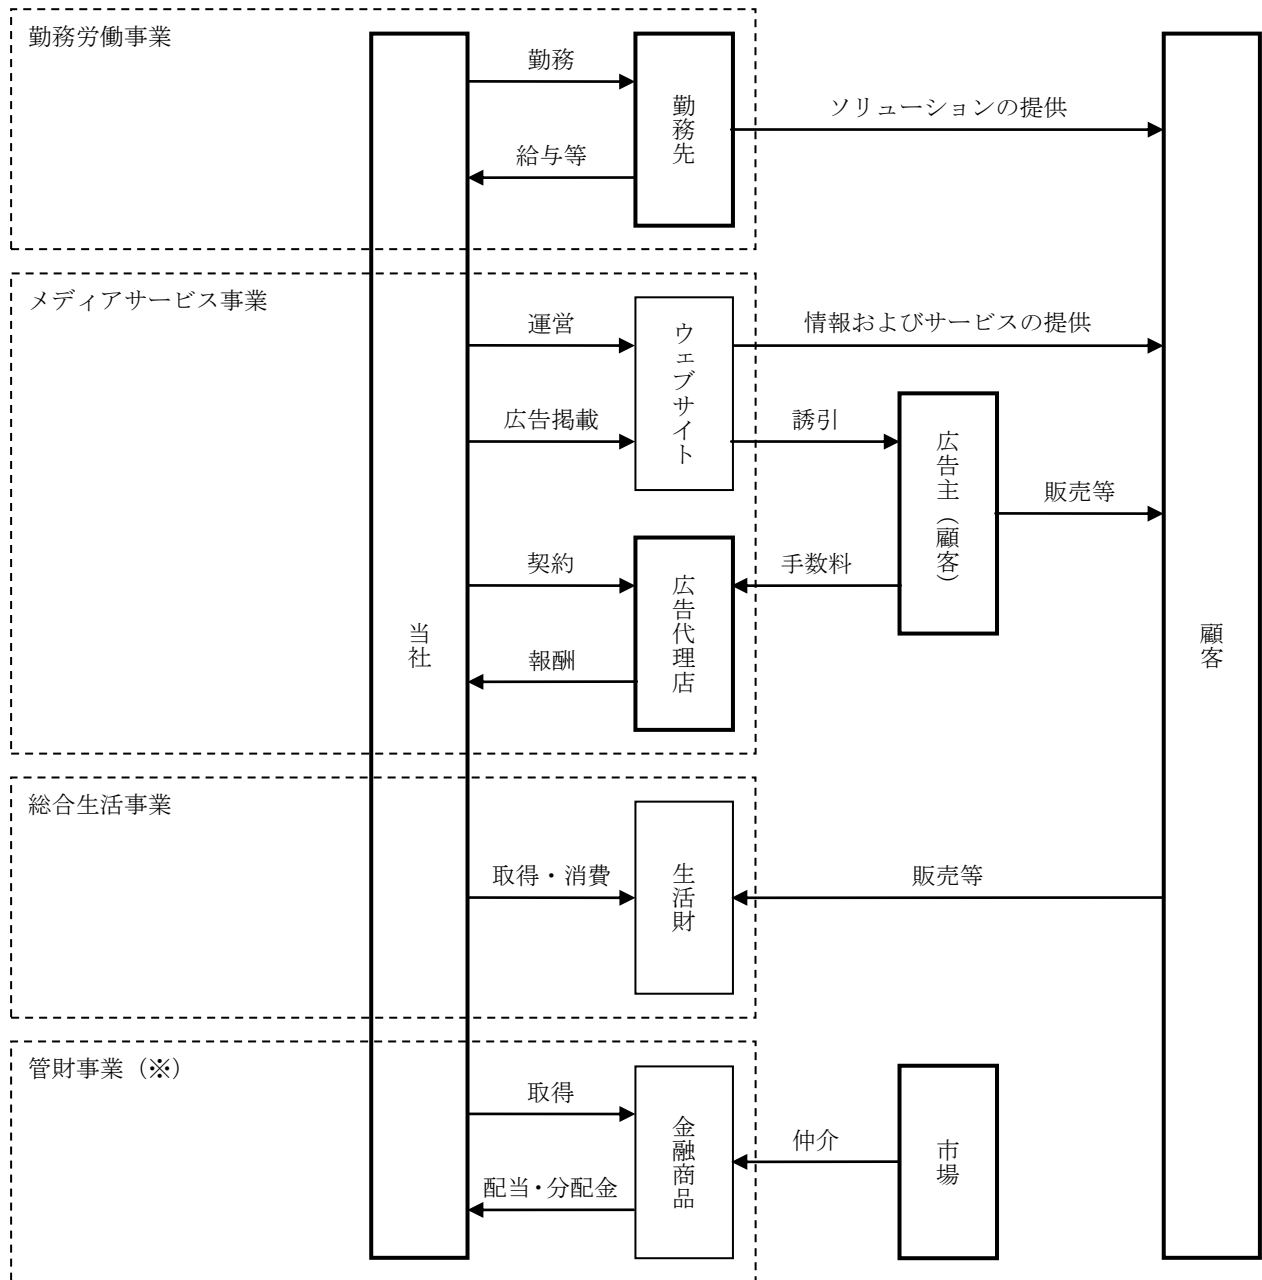 勤務労働事業
勤務
勤務先
ソリューションの提供
給与等
メディアサービス事業
運営
ウェブサイト
情報およびサービスの提供
広告掲載
誘引
広告主（顧客）
販売等
契約
広告代理店
手数料
報酬
当社
顧客
総合生活事業
取得・消費
生活財
販売等
管財事業（※）
取得
金融商品
仲介
市場
配当・分配金